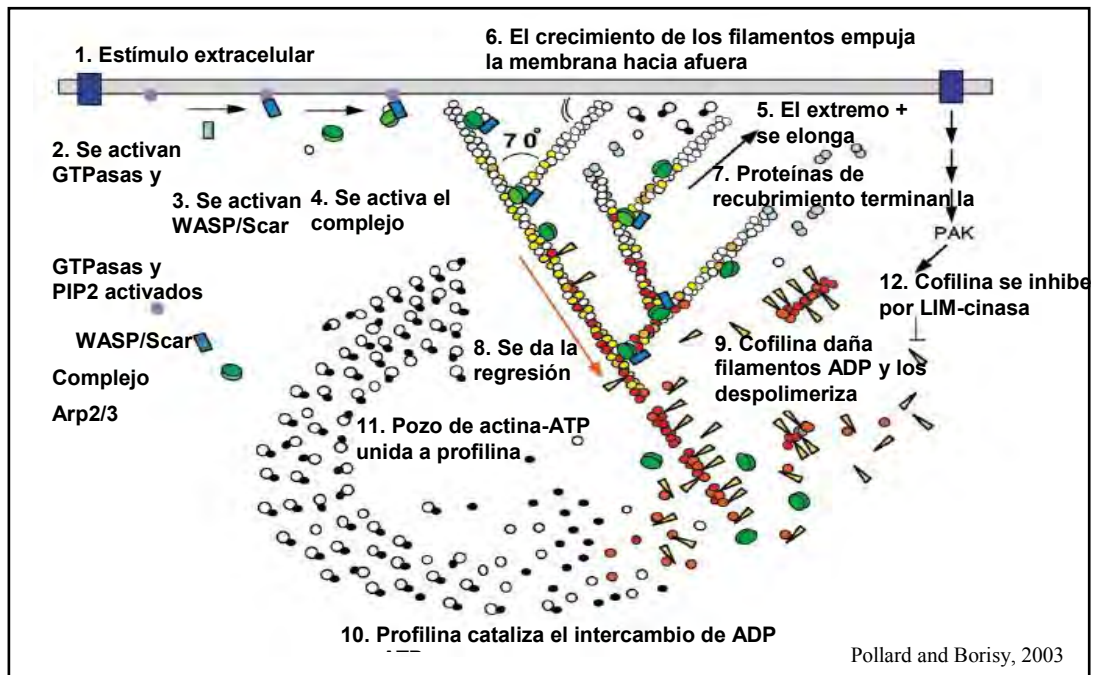 1. Estímulo extracelular
6. El crecimiento de los filamentos empuja
la membrana hacia afuera
5. El extremo +
se elonga
2. Se activan
GTPasas y
3. Se activan
WASP/Scar
4. Se activa el
complejo
70°
7. Proteínas de
recubrimiento terminan la
PAK
GTPasas y
PIP2 activados
12. Cofilina se inhibe
por LIM-cinasa
WASP/Scar
8. Se da la
regresión
9. Cofilina daña
filamentos ADP y los
despolimeriza
Complejo
Arp2/3
11. Pozo de actina-ATP
unida a profilina
10. Profilina cataliza el intercambio de ADP
Pollard and Borisy, 2003